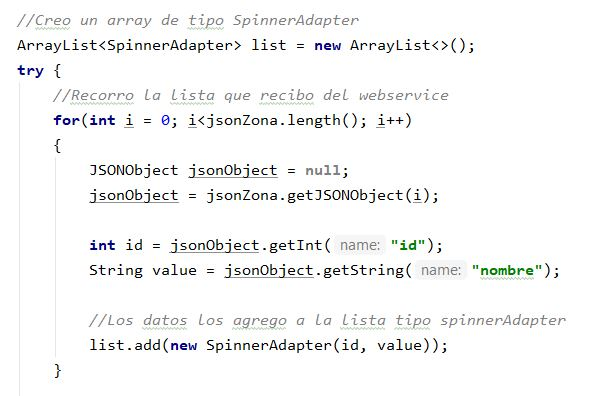 //Creo un array de tipo SpinnerAdapter
ArrayList<SpinnerAdapter> list = new ArrayList<>();
try {
//Recorro la lista que recibo del webservice
for(int i = 0; i<jsonZona.length(); i++)
{
JSONObject jsonObject = null;
jsonObject = jsonZona.getJSONObject(i);
int id = jsonObject.getInt( name: "id");
String value = jsonObject.getString( name: "nombre");
//Los datos los agrego a la lista tipo spinnerAdapter
list.add(new SpinnerAdapter(id, value));
}